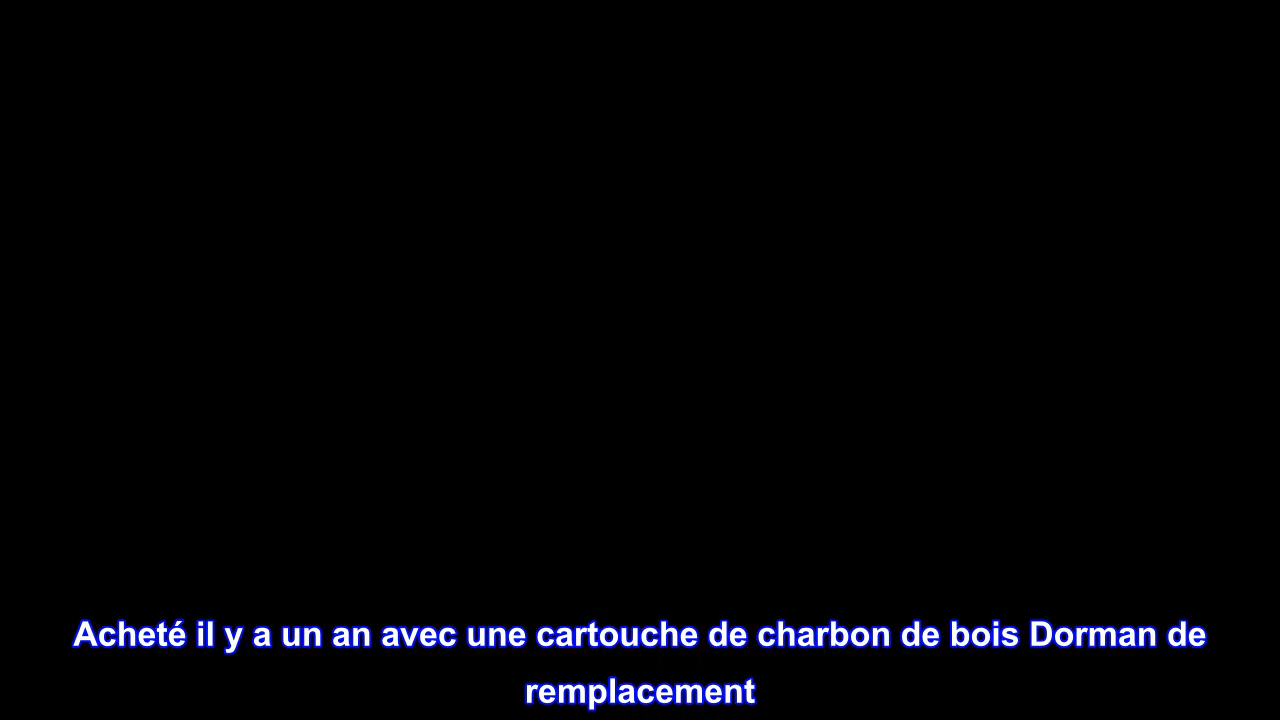 Acheté il y a un an avec une cartouche de charbon de bois Dorman de
remplacement